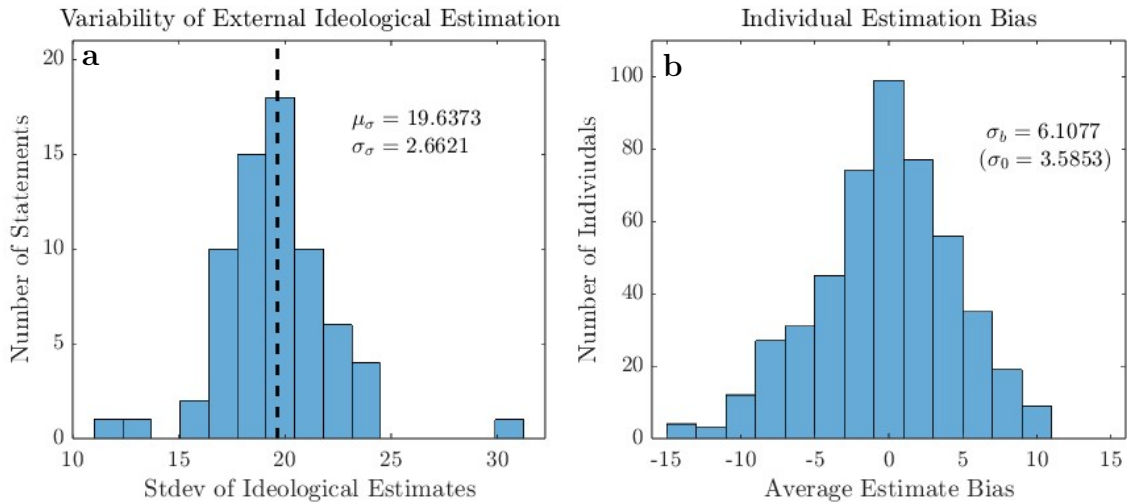 Variability of External Ideological Estimation
a
μσ = 19.6373
σσ = 2.6621
Number of Statements
20
15
10
5
0
10 15 20 25 30
Stdev of Ideological Estimates
Individual Estimation Bias
b
σb = 6.1077
(σ0 = 3.5853)
Number of Indiviudals
100
80
60
40
20
0
-15 -10 -5 0 5 10 15
Average Estimate Bias